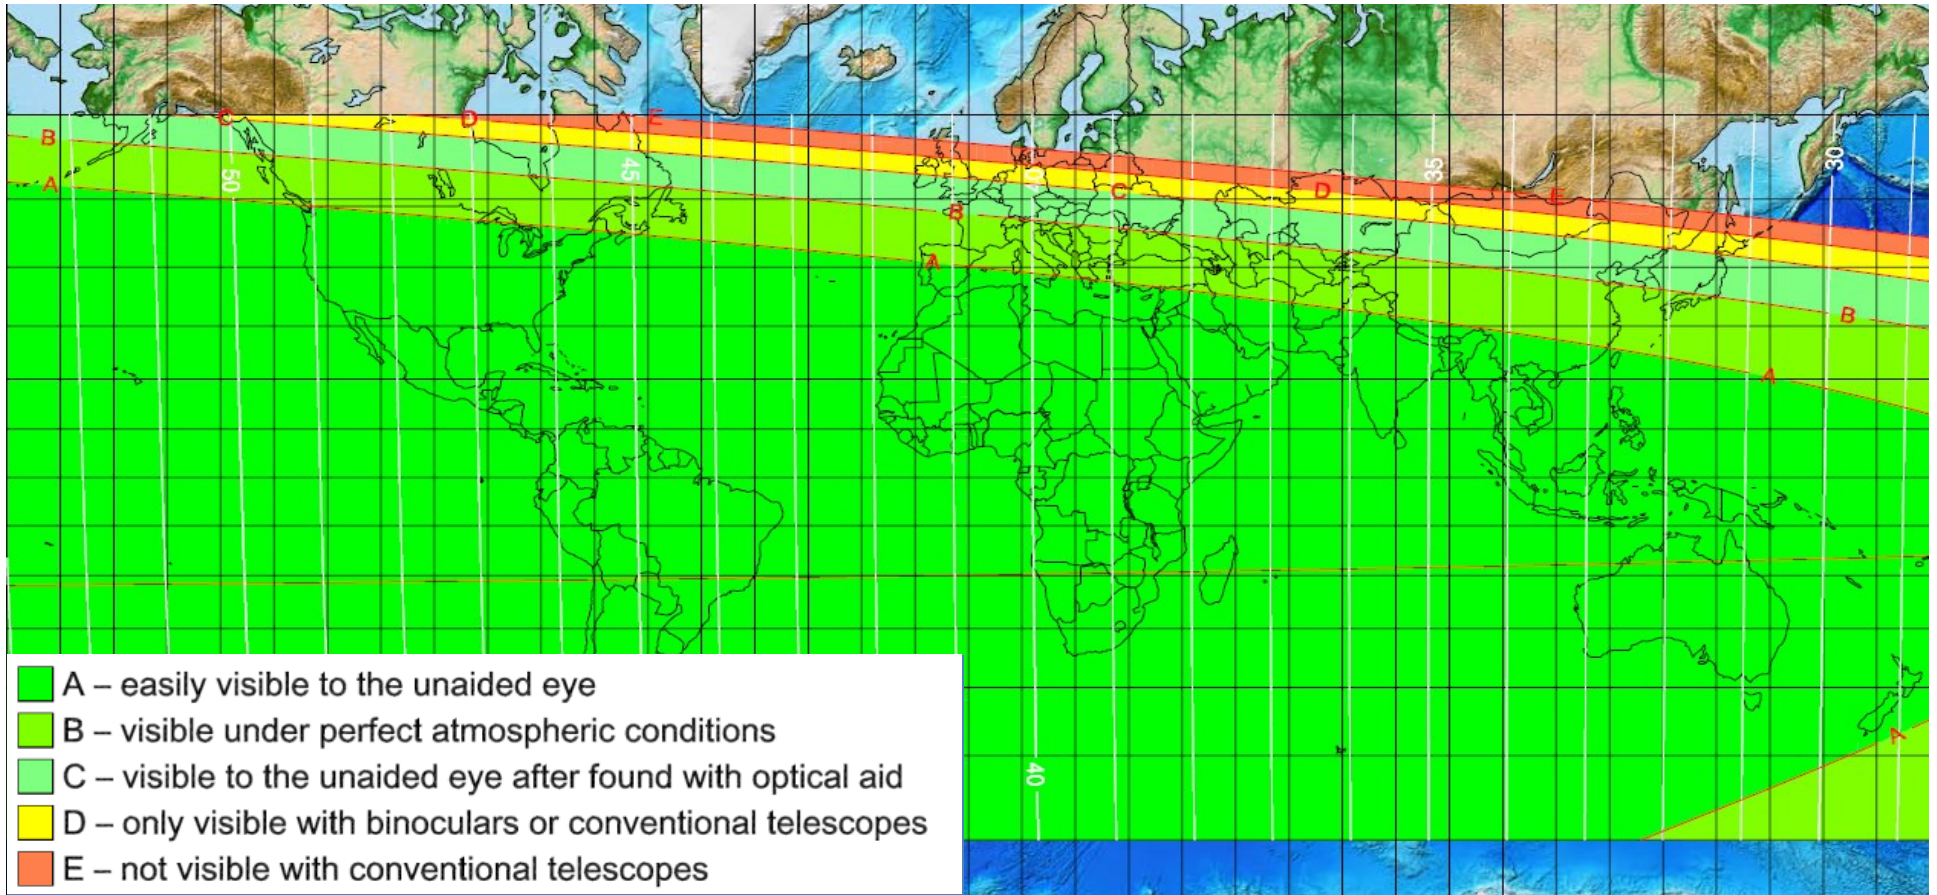 C D E
B
50 45 40 35 30
A C D E
B
A
B
A
A – easily visible to the unaided eye
B – visible under perfect atmospheric conditions
C – visible to the unaided eye after found with optical aid
D – only visible with binoculars or conventional telescopes
E – not visible with conventional telescopes
A
40